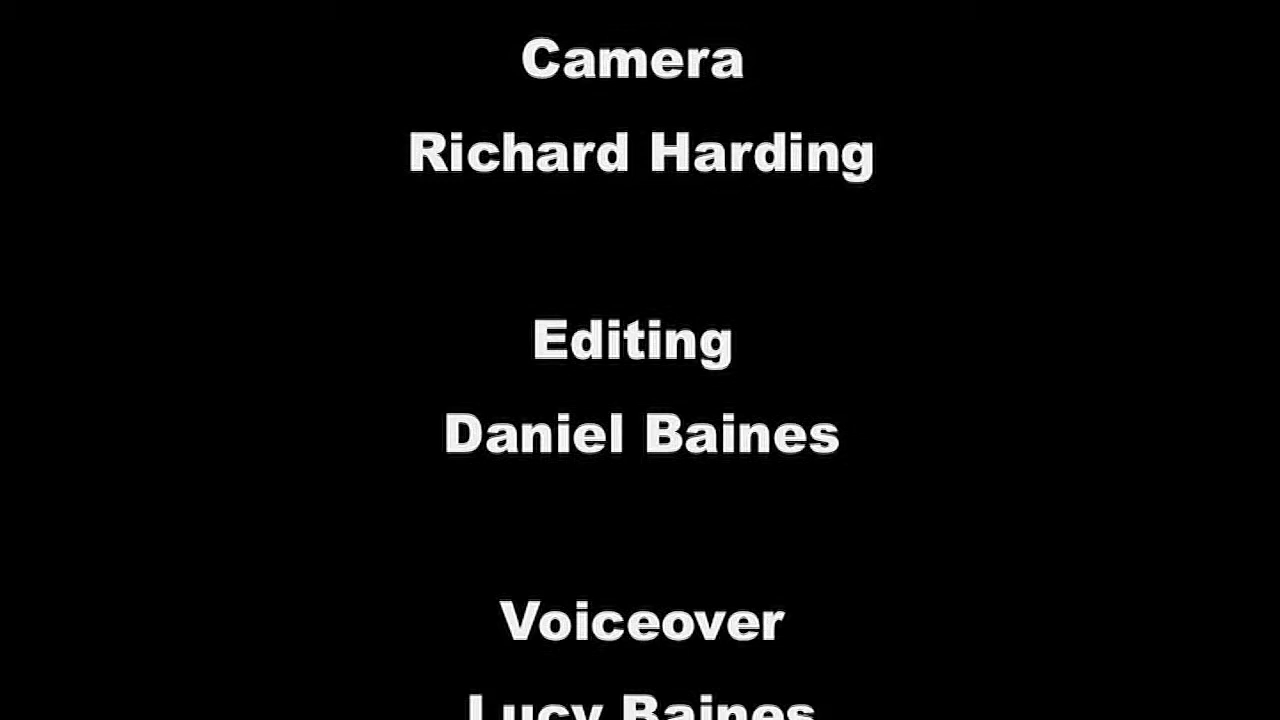 Camera
Richard Harding
Editing
Daniel Baines
Voiceover
Lucy Baines